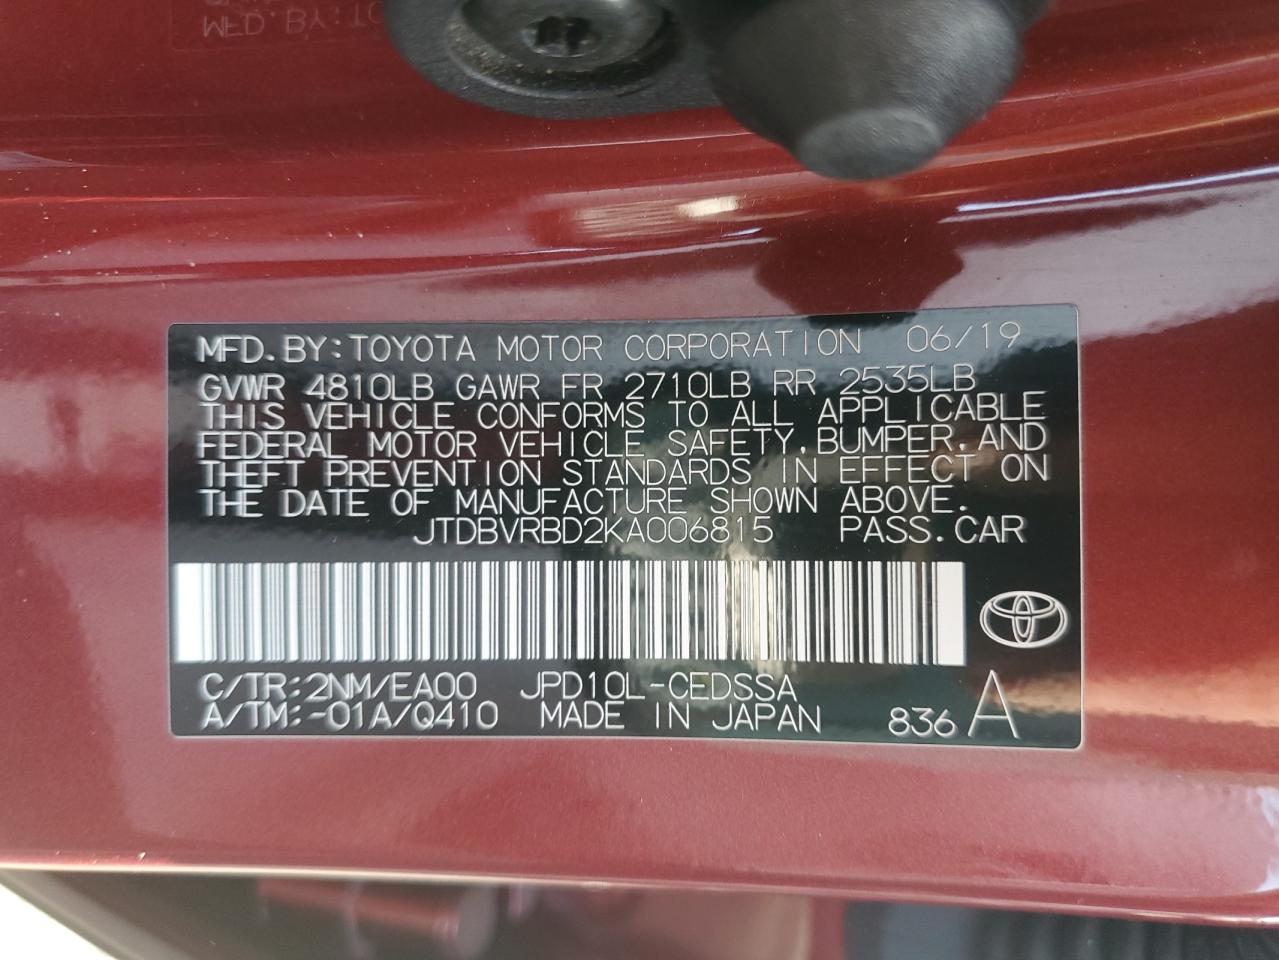 MFD.BY:TOYOTA MOTOR CORPORATION 06/19
GVWR 4810LB GAWR FR 2710LB RR 2535LB
THIS VEHICLE CONFORMS TO ALL APPLICABLE
FEDERAL MOTOR VEHICLE SAFETY,BUMPER,AND
THEFT PREVENTION STANDARDS IN EFFECT ON
THE DATE OF MANUFACTURE SHOWN ABOVE.
JTDBVRBD2KA006815 PASS.CAR
C/TR:2NM/EA00 JPD10L-CEDSSA
A/TM:-01A/Q410 MADE IN JAPAN 836 A